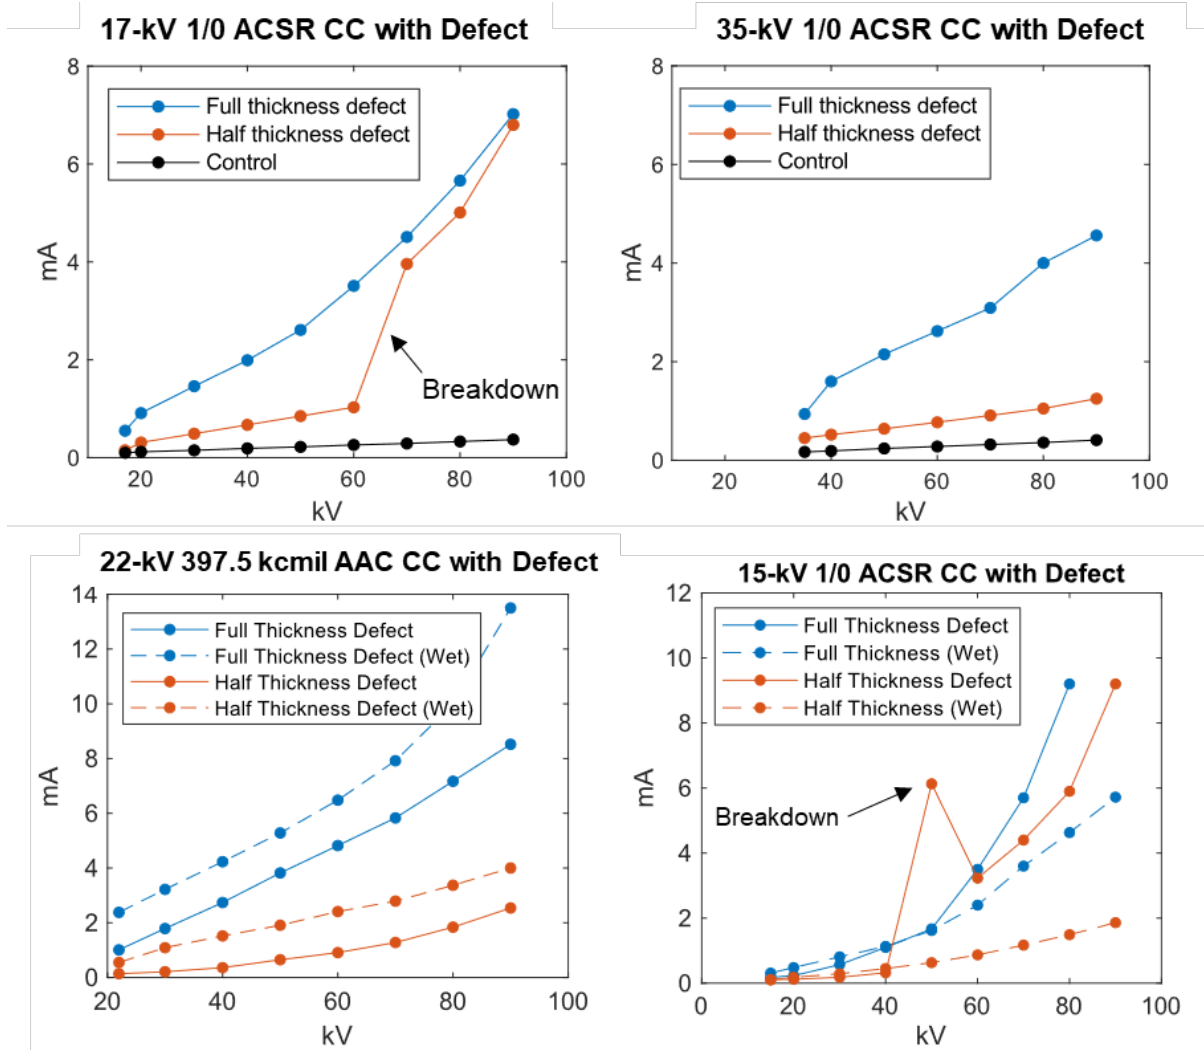 17-kV 1/0 ACSR CC with Defect
8
6
4
2
0
mA
Full thickness defect
Half thickness defect
Control
Breakdown
20
40
60
80
100
kV
35-kV 1/0 ACSR CC with Defect
8
6
4
2
0
mA
Full thickness defect
Half thickness defect
Control
20
40
60
80
100
kV
22-kV 397.5 kcmil AAC CC with Defect
14
12
10
8
6
4
2
0
mA
Full Thickness Defect
Full Thickness Defect (Wet)
Half Thickness Defect
Half Thickness Defect (Wet)
20
40
60
80
100
kV
15-kV 1/0 ACSR CC with Defect
12
10
8
6
4
2
0
mA
Full Thickness Defect
Full Thickness (Wet)
Half Thickness Defect
Half Thickness (Wet)
Breakdown
0
20
40
60
80
100
kV